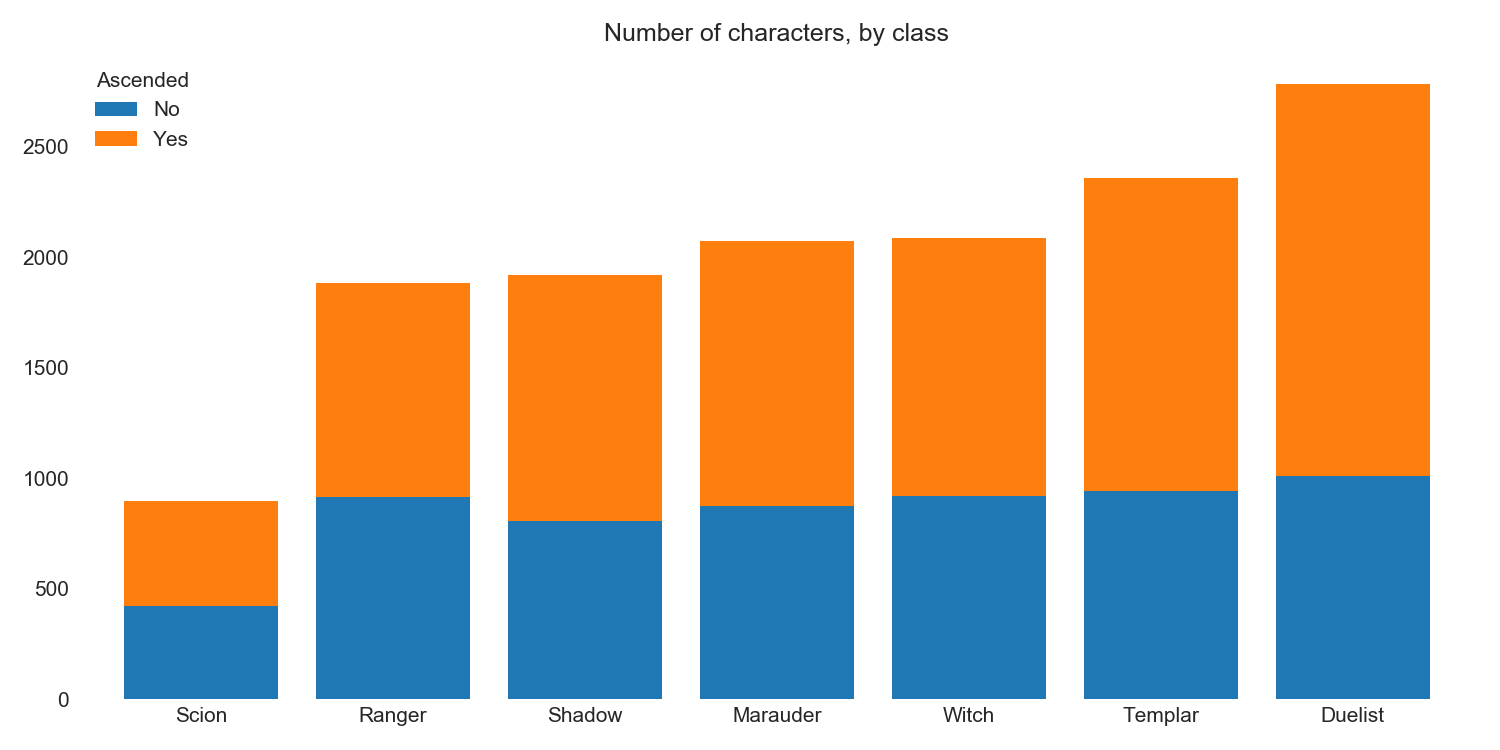 Number of characters, by class
Ascended
No
Yes
2500
2000
1500
1000
500
0
Scion Ranger Shadow Marauder Witch Templar Duelist